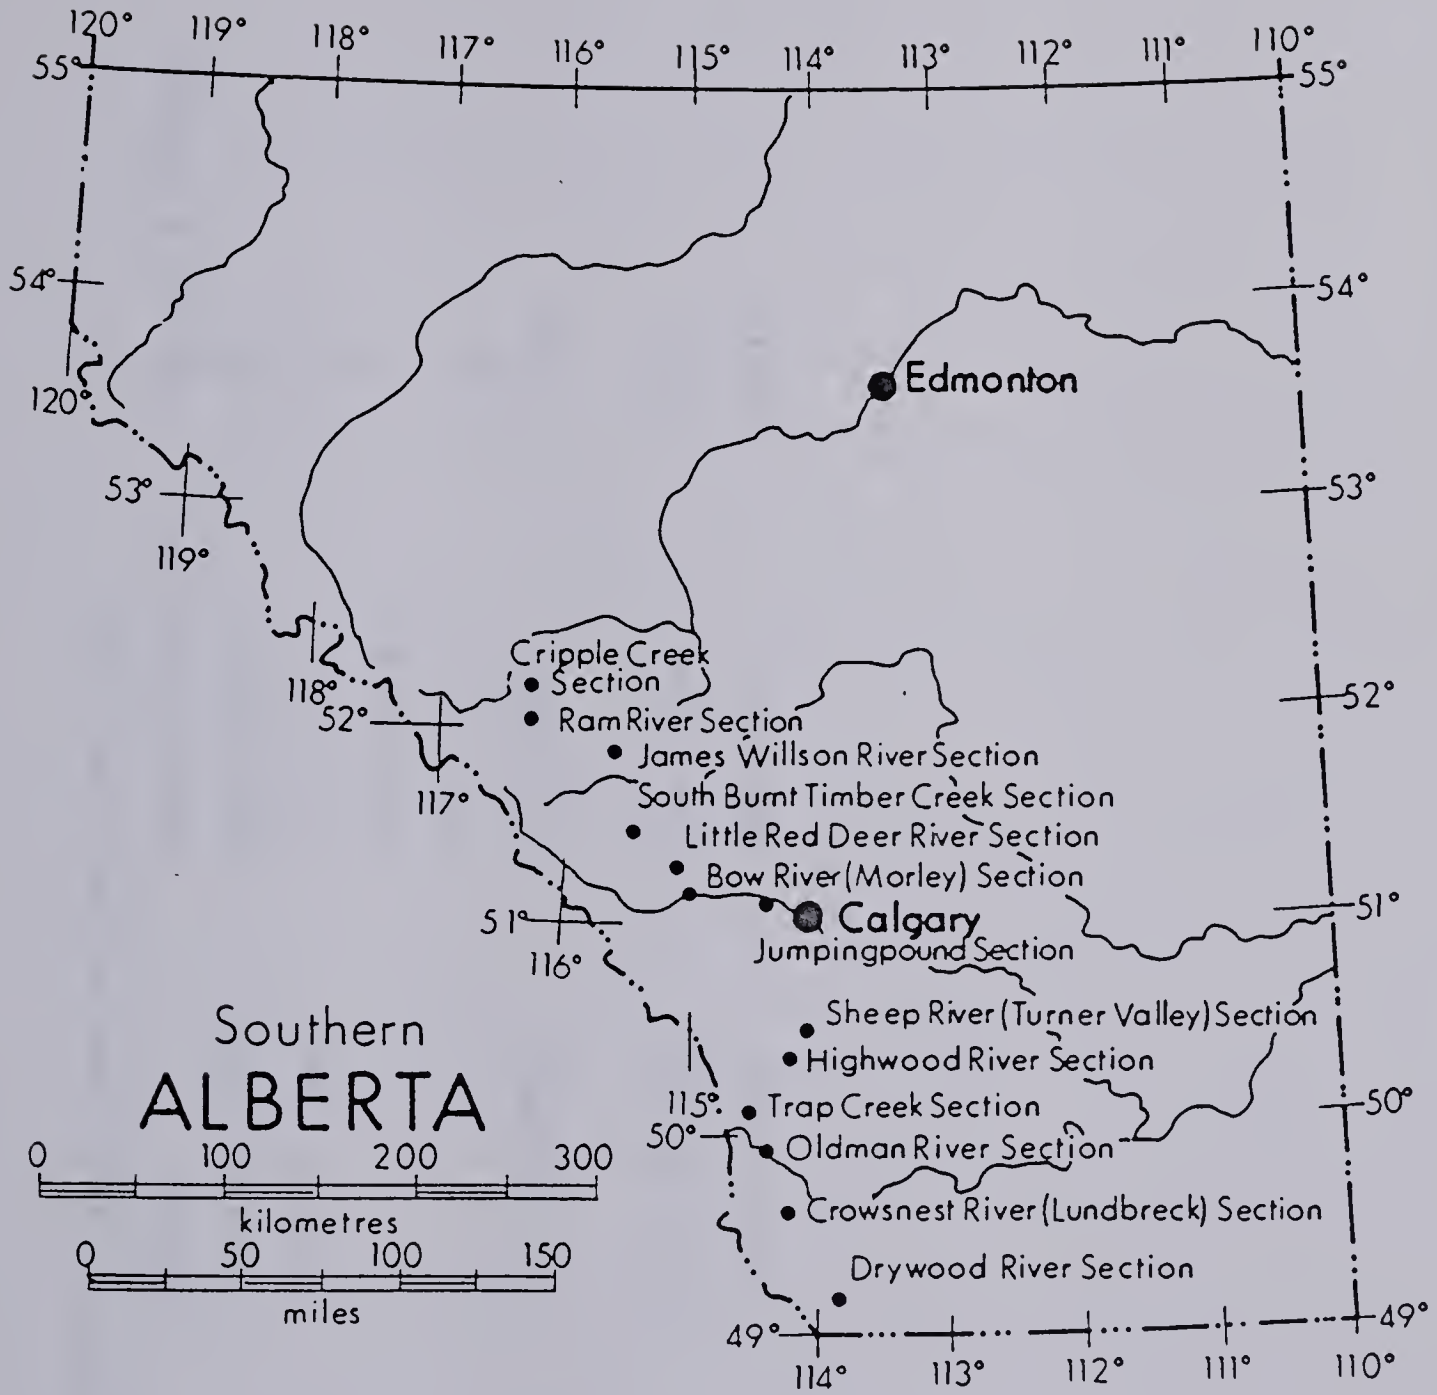 120° 119° 118° 117° 116° 115° 114° 113° 112° 111° 110°
55° 55°
54° 54°
120°
Edmonton
53° 53°
119°
Cripple Creek
Section
118°
52° 52°
Ram River Section
James Willson River Section
117°
South Burnt Timber Creek Section
Little Red Deer River Section
Bow River (Morley) Section
51° 51°
Calgary
Jumpingpound Section
116°
Southern
ALBERTA
Sheep River (Turner Valley) Section
Highwood River Section
115° Trap Creek Section 50°
50° Oldman River Section
0 100 200 300
kilometres
Crowsnest River (Lundbreck) Section
0 50 100 150
miles
Drywood River Section
49° 49°
114° 113° 112° 111° 110°